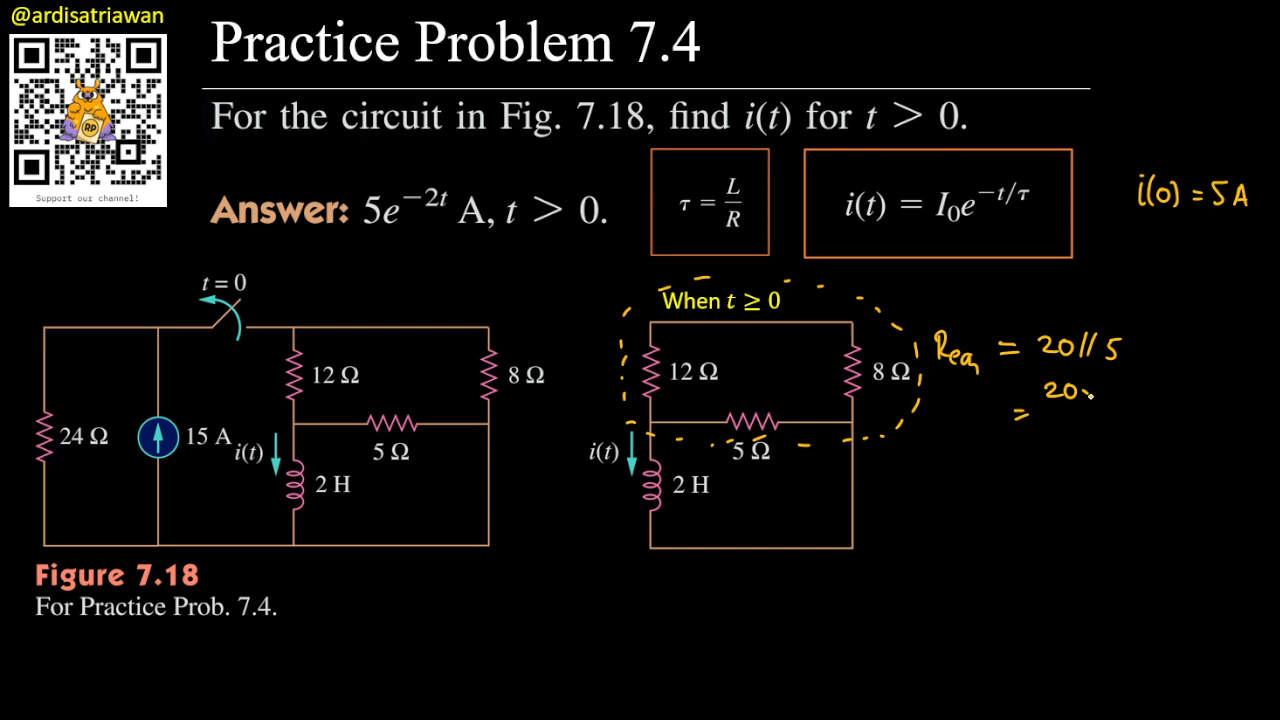 @ardisatriawan
RP
Support our channel!
Practice Problem 7.4
For the circuit in Fig. 7.18, find i(t) for t > 0.
Answer: 5e^{−2t} A, t > 0.
τ = L/R
i(t) = I₀e^{−t/τ}
i(0) = 5 A
t = 0
12 Ω
8 Ω
24 Ω
15 A
i(t)
5 Ω
2 H
When t ≥ 0
12 Ω
8 Ω
i(t)
5 Ω
2 H
Req = 20 // 5
= 20
Figure 7.18
For Practice Prob. 7.4.